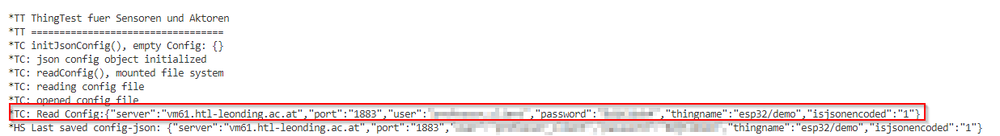 *TT ThingTest fuer Sensoren und Aktoren
*TT ==================================
*TC initJsonConfig(), empty Config: {}
*TC: json config object initialized
*TC: readConfig(), mounted file system
*TC: reading config file
*TC: opened config file
*TC: Read Config:{"server":"vm61.htl-leonding.ac.at","port":"1883","user":" ","password":" ","thingname":"esp32/demo","isjsonencoded":"1"}
*HS Last saved config-json: {"server":"vm61.htl-leonding.ac.at","port":"1883", ,"thingname":"esp32/demo","isjsonencoded":"1"}